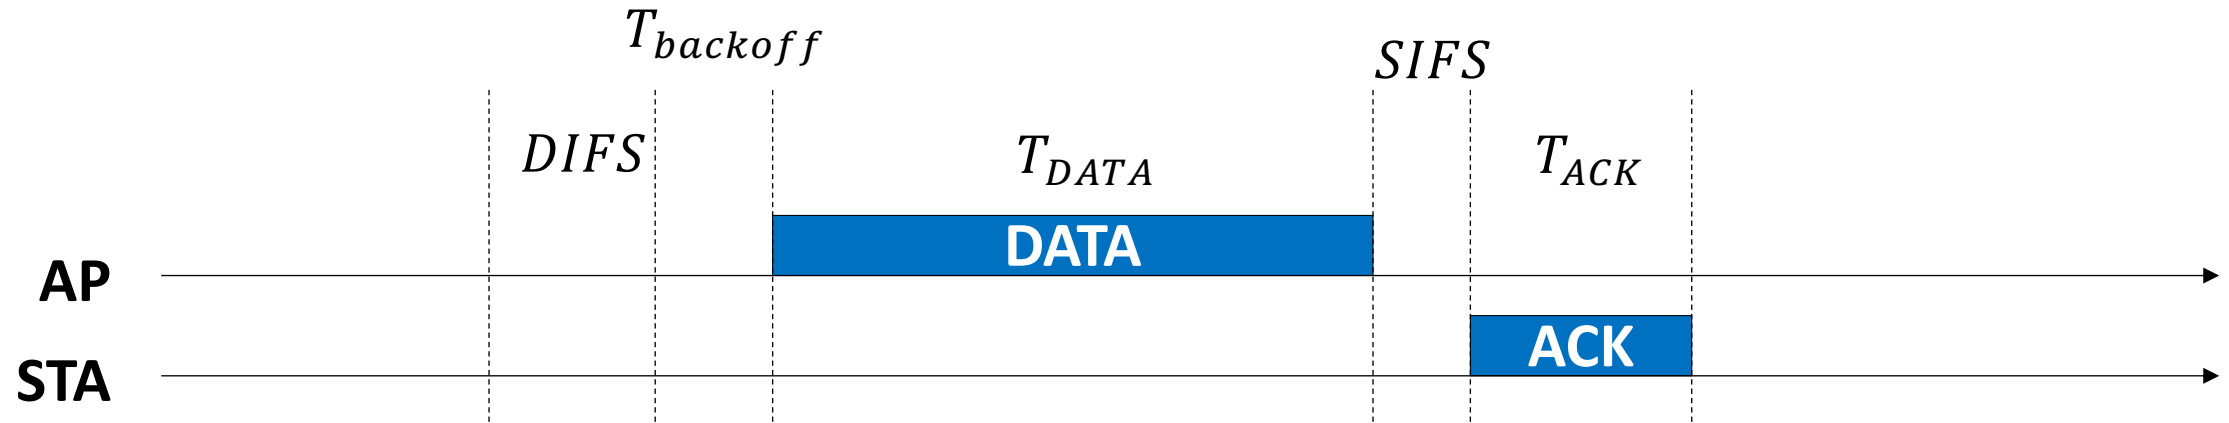 T_backoff
SIFS
DIFS
T_DATA
T_ACK
DATA
AP
ACK
STA